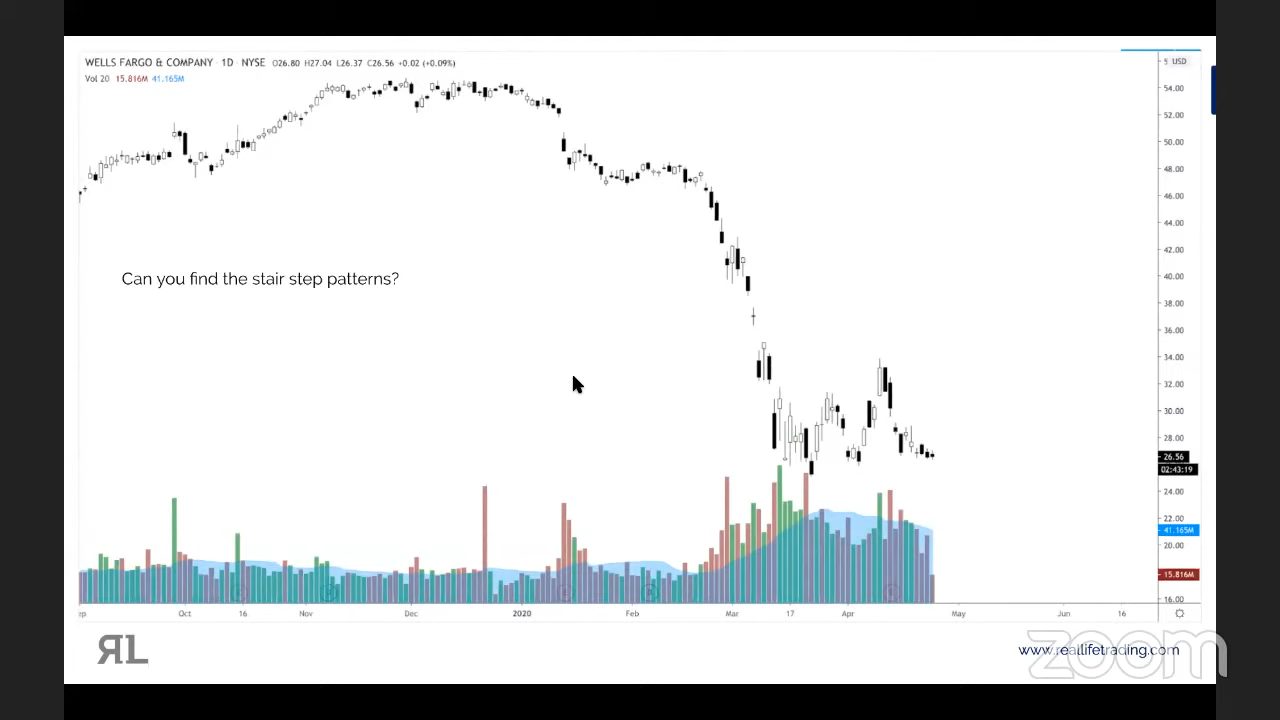 WELLS FARGO & COMPANY · 1D · NYSE O26.80 H27.04 L26.37 C26.56 +0.02 (+0.09%)
Vol 20 15.816M 41.165M
USD
54.00
52.00
50.00
48.00
46.00
44.00
42.00
Can you find the stair step patterns?
40.00
38.00
36.00
34.00
32.00
30.00
28.00
26.56
02:43:19
24.00
22.00
41.165M
20.00
15.816M
16.00
Oct 16 Nov Dec 2020 Feb Mar 17 Apr May Jun 16
RL
www.reallifetrading.com
zoom